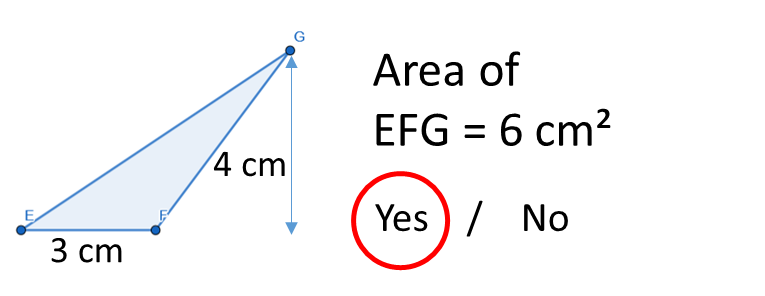 G
Area of
EFG = 6 cm²
4 cm
E
F
Yes / No
3 cm